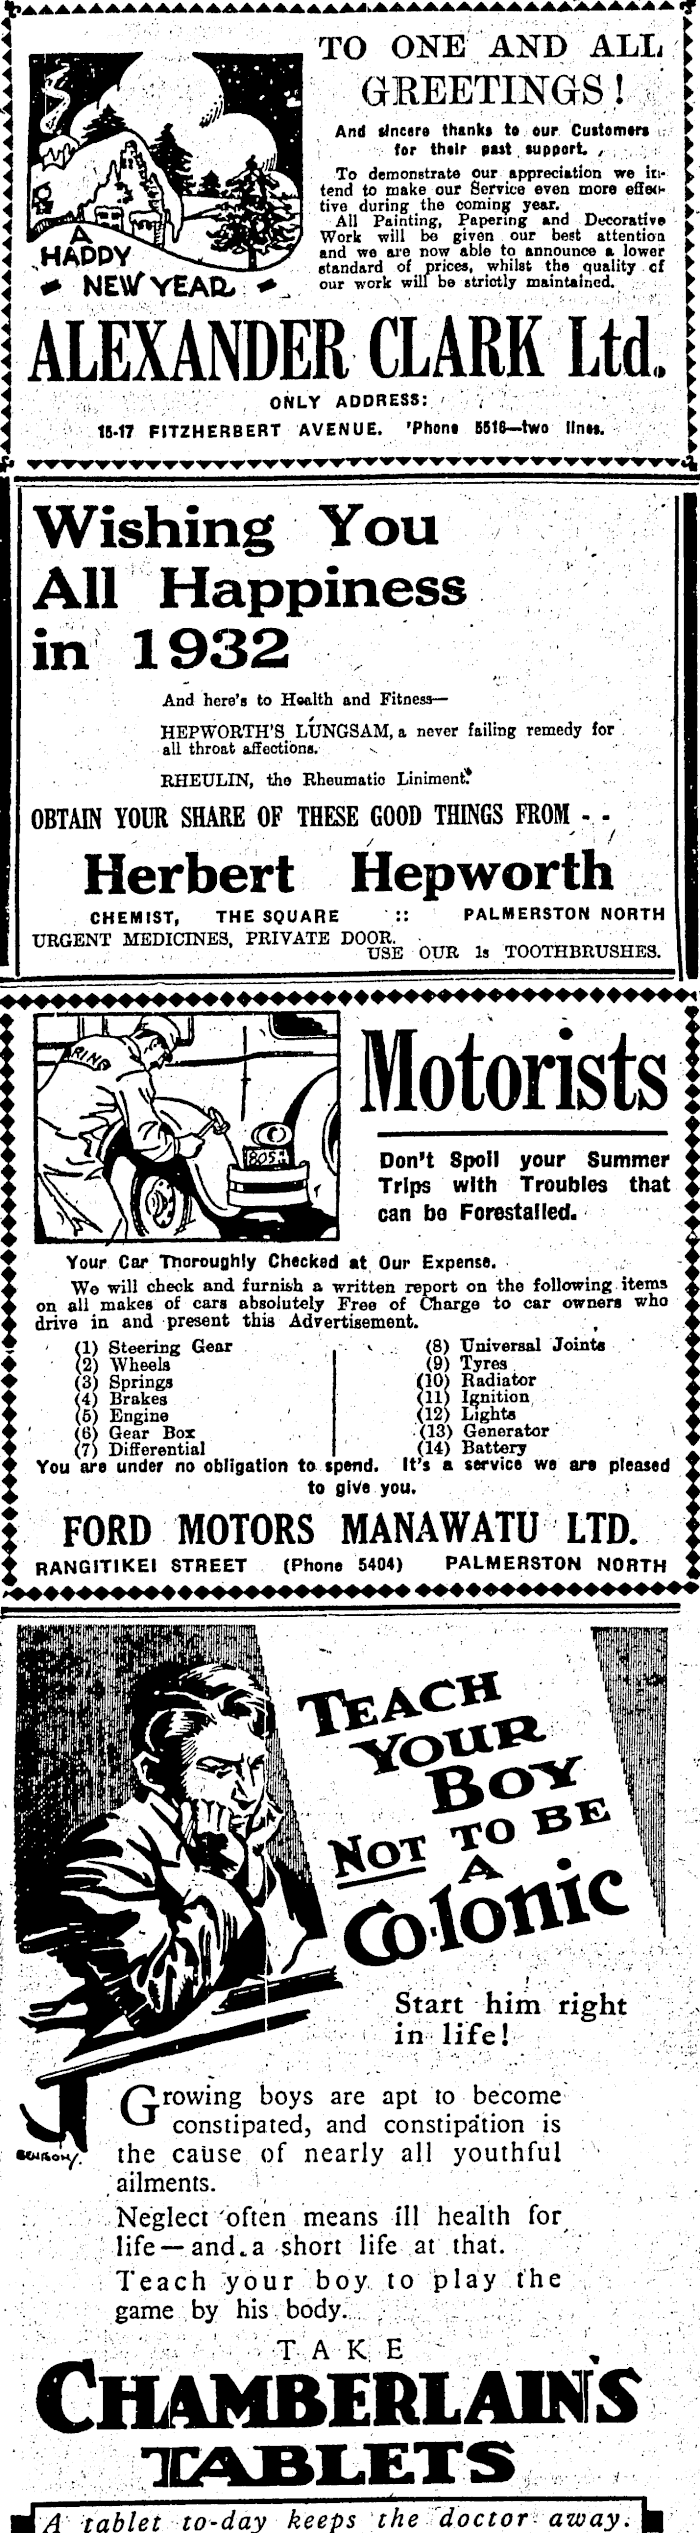 TO ONE AND ALL
GREETINGS!
And sincere thanks to our Customers
for their past support.
To demonstrate our appreciation we in-
tend to make our Service even more effec-
tive during the coming year.
All Painting, Papering and Decorative
Work will be given our best attention
and we are now able to announce a lower
standard of prices, whilst the quality of
our work will be strictly maintained.
A
HAPPY
NEW YEAR
ALEXANDER CLARK Ltd.
ONLY ADDRESS:
15-17 FITZHERBERT AVENUE. 'Phone 5516—two lines.
Wishing You
All Happiness
in 1932
And here's to Health and Fitness—
HEPWORTH'S LUNGSAM, a never failing remedy for
all throat affections.
RHEULIN, the Rheumatic Liniment.
OBTAIN YOUR SHARE OF THESE GOOD THINGS FROM - -
Herbert Hepworth
CHEMIST, THE SQUARE :: PALMERSTON NORTH
URGENT MEDICINES, PRIVATE DOOR.
USE OUR 1s TOOTHBRUSHES.
RING
Motorists
Don't Spoil your Summer
Trips with Troubles that
can be Forestalled.
Your Car Thoroughly Checked at Our Expense.
We will check and furnish a written report on the following items
on all makes of cars absolutely Free of Charge to car owners who
drive in and present this Advertisement.
(1) Steering Gear
(2) Wheels
(3) Springs
(4) Brakes
(5) Engine
(6) Gear Box
(7) Differential
(8) Universal Joints
(9) Tyres
(10) Radiator
(11) Ignition
(12) Lights
(13) Generator
(14) Battery
You are under no obligation to spend. It's a service we are pleased
to give you.
FORD MOTORS MANAWATU LTD.
RANGITIKEI STREET (Phone 5404) PALMERSTON NORTH
TEACH
YOUR
BOY
NOT TO BE
A
Co-lonic
Start him right
in life!
Growing boys are apt to become
constipated, and constipation is
the cause of nearly all youthful
ailments.
Neglect often means ill health for
life—and a short life at that.
Teach your boy to play the
game by his body.
TAKE
CHAMBERLAIN'S
TABLETS
A tablet to-day keeps the doctor away.